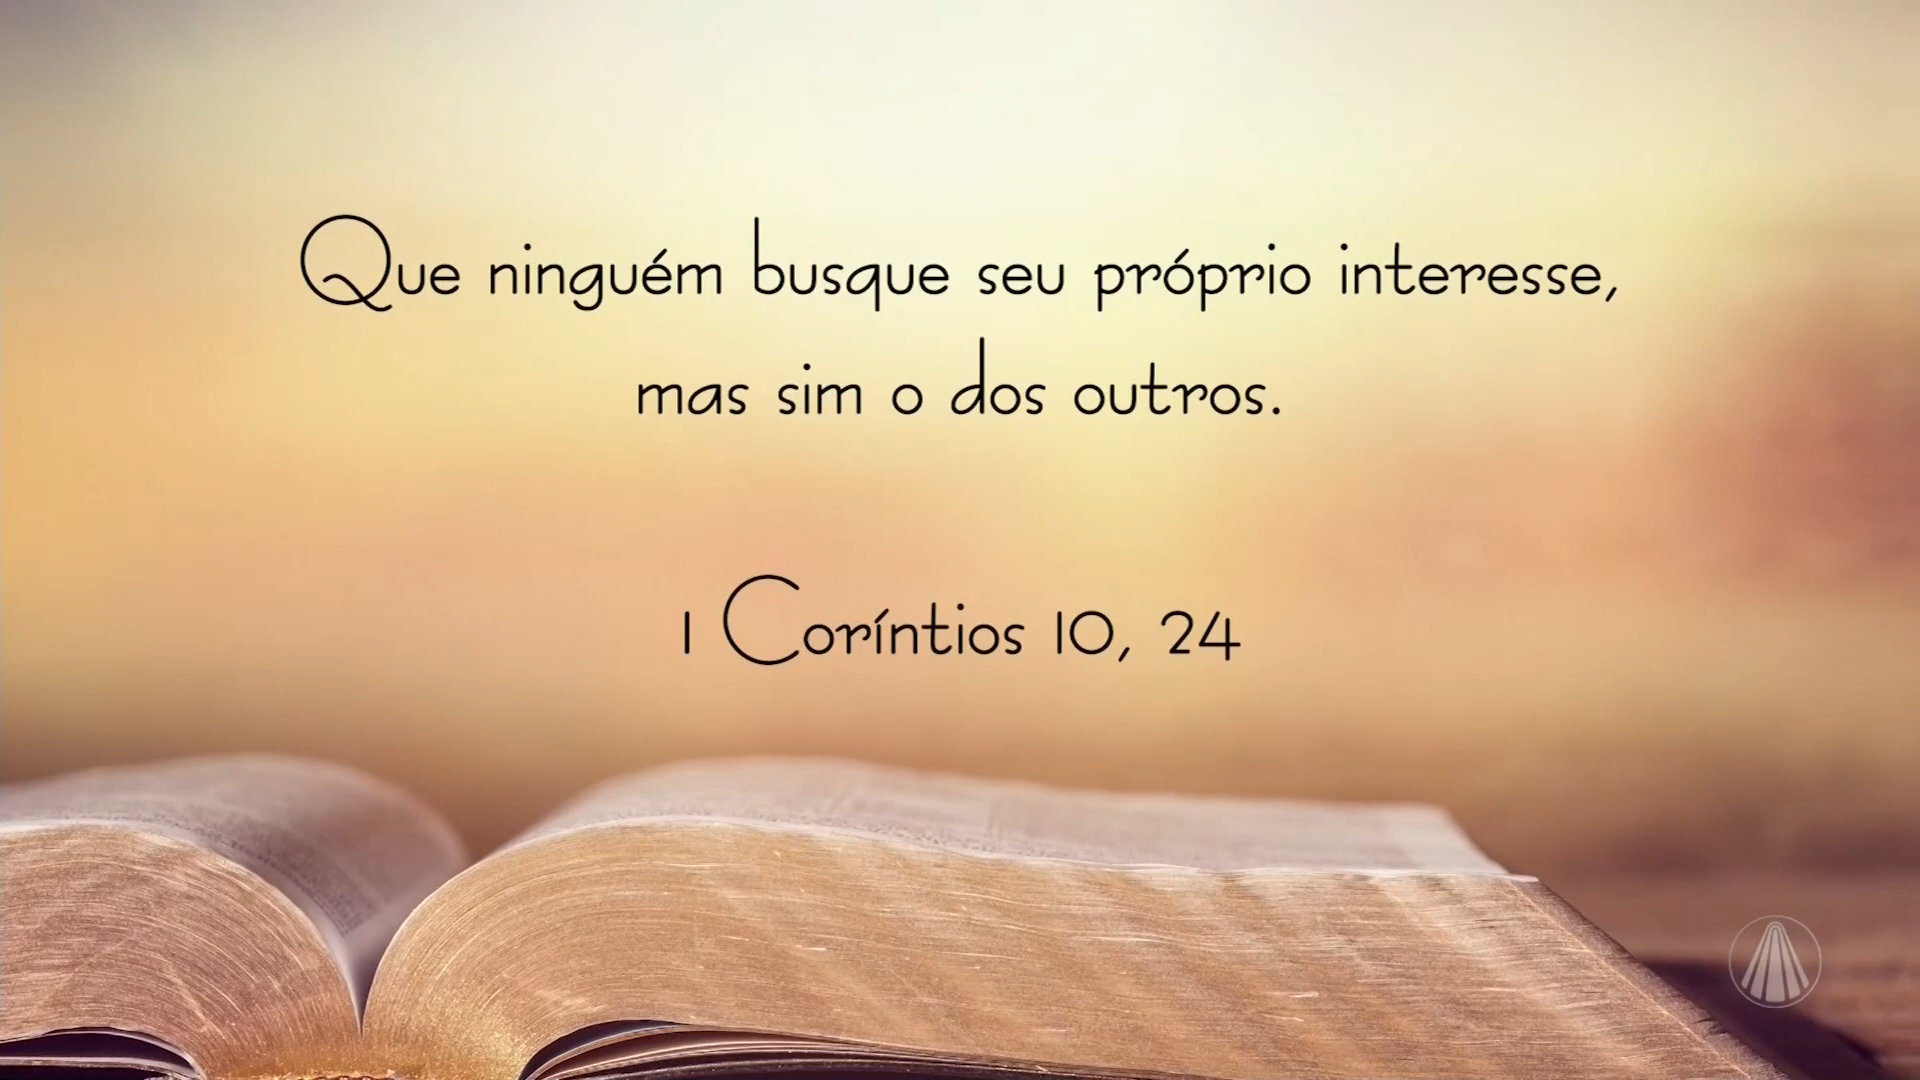 Que ninguém busque seu próprio interesse,
mas sim o dos outros.
1 Coríntios 10, 24